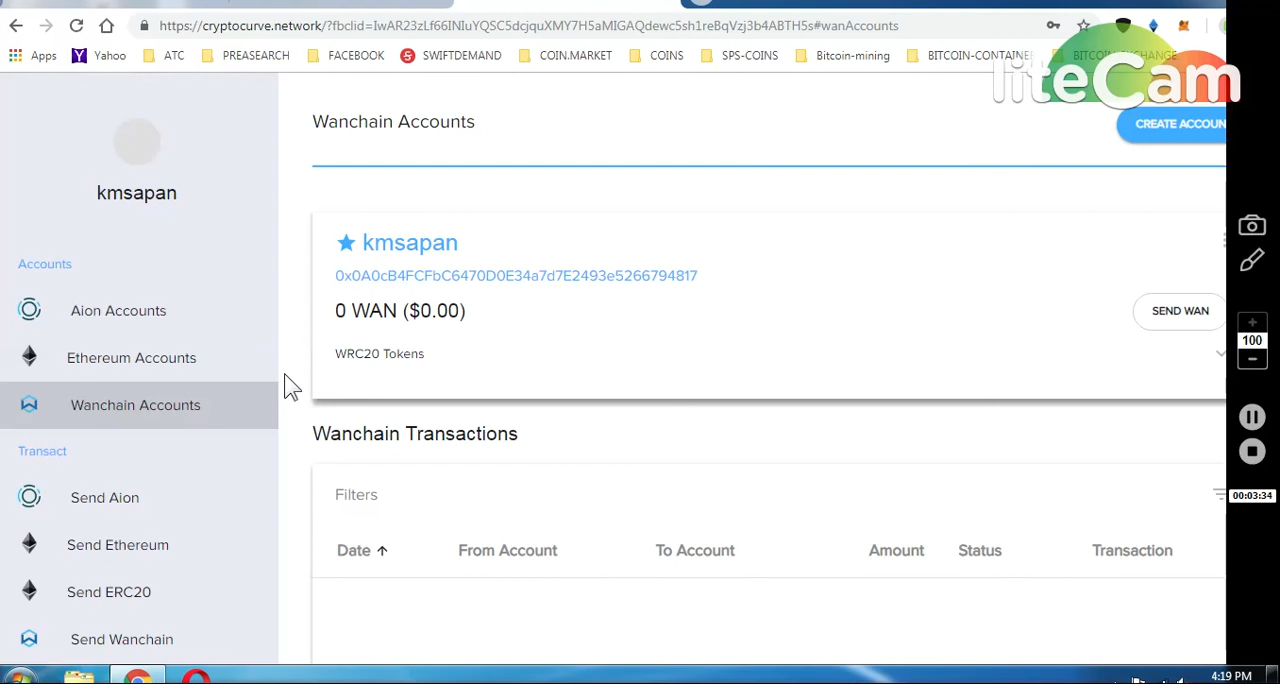 https://cryptocurve.network/?fbclid=IwAR23zLf66INIuYQSC5dcjquXMY7H5aMIGAQdewc5sh1reBqVzj3b4ABTH5s#wanAccounts
Apps Yahoo ATC PREASEARCH FACEBOOK SWIFTDEMAND COIN.MARKET COINS SPS-COINS Bitcoin-mining BITCOIN-CONTAINE BITCOIN-EXCHANGE
liteCam
kmsapan
Accounts
Aion Accounts
Ethereum Accounts
Wanchain Accounts
Transact
Send Aion
Send Ethereum
Send ERC20
Send Wanchain
Wanchain Accounts
CREATE ACCOUN
kmsapan
0x0A0cB4FCFbC6470D0E34a7d7E2493e5266794817
0 WAN ($0.00)
SEND WAN
WRC20 Tokens
Wanchain Transactions
Filters
Date From Account To Account Amount Status Transaction
100
00:03:34
4:19 PM